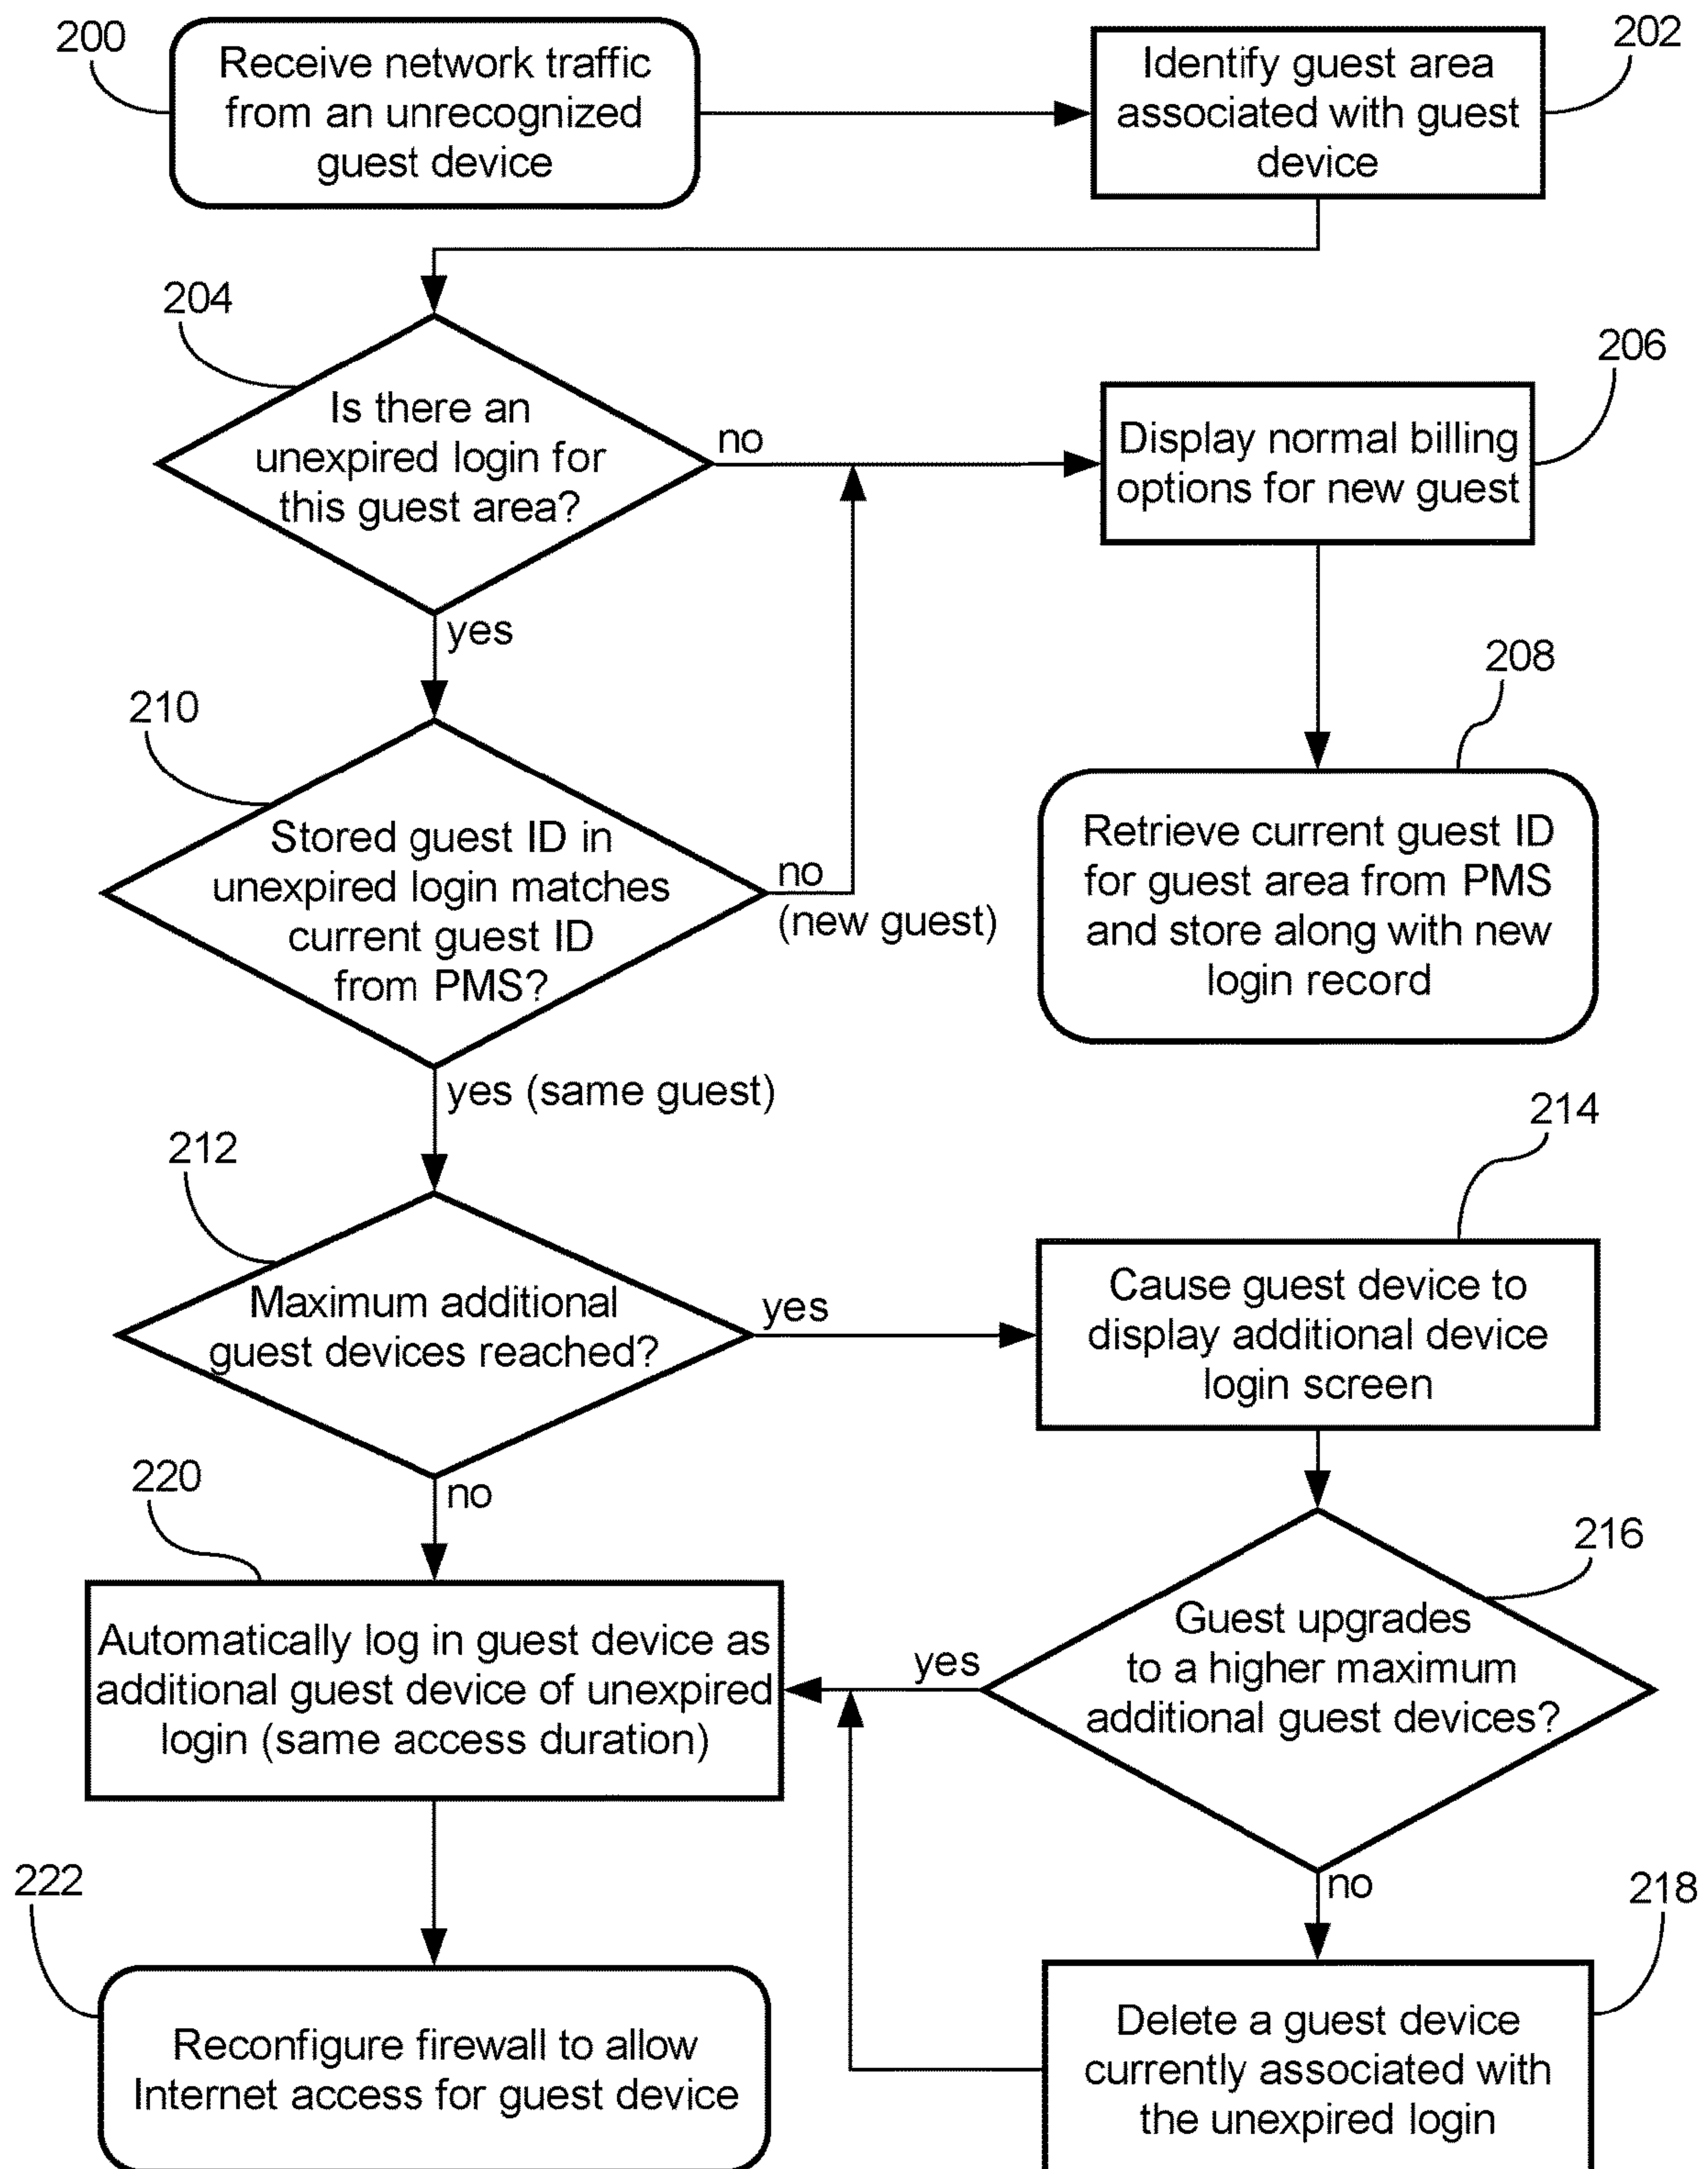 200
Receive network traffic
from an unrecognized
guest device
202
Identify guest area
associated with guest
device
204
Is there an
unexpired login for
this guest area?
no
yes
206
Display normal billing
options for new guest
208
Retrieve current guest ID
for guest area from PMS
and store along with new
login record
210
Stored guest ID in
unexpired login matches
current guest ID
from PMS?
no
(new guest)
yes (same guest)
212
Maximum additional
guest devices reached?
yes
no
214
Cause guest device to
display additional device
login screen
216
Guest upgrades
to a higher maximum
additional guest devices?
yes
no
218
Delete a guest device
currently associated with
the unexpired login
220
Automatically log in guest device as
additional guest device of unexpired
login (same access duration)
222
Reconfigure firewall to allow
Internet access for guest device